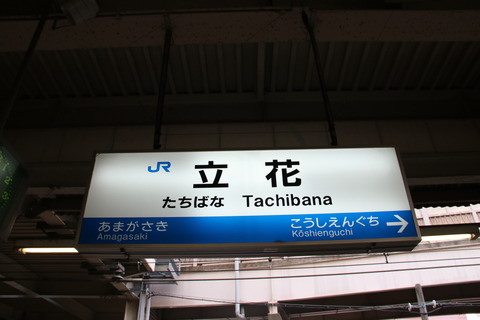 JR 立花
たちばな Tachibana
あまがさき こうしえんぐち →
Amagasaki Kōshienguchi